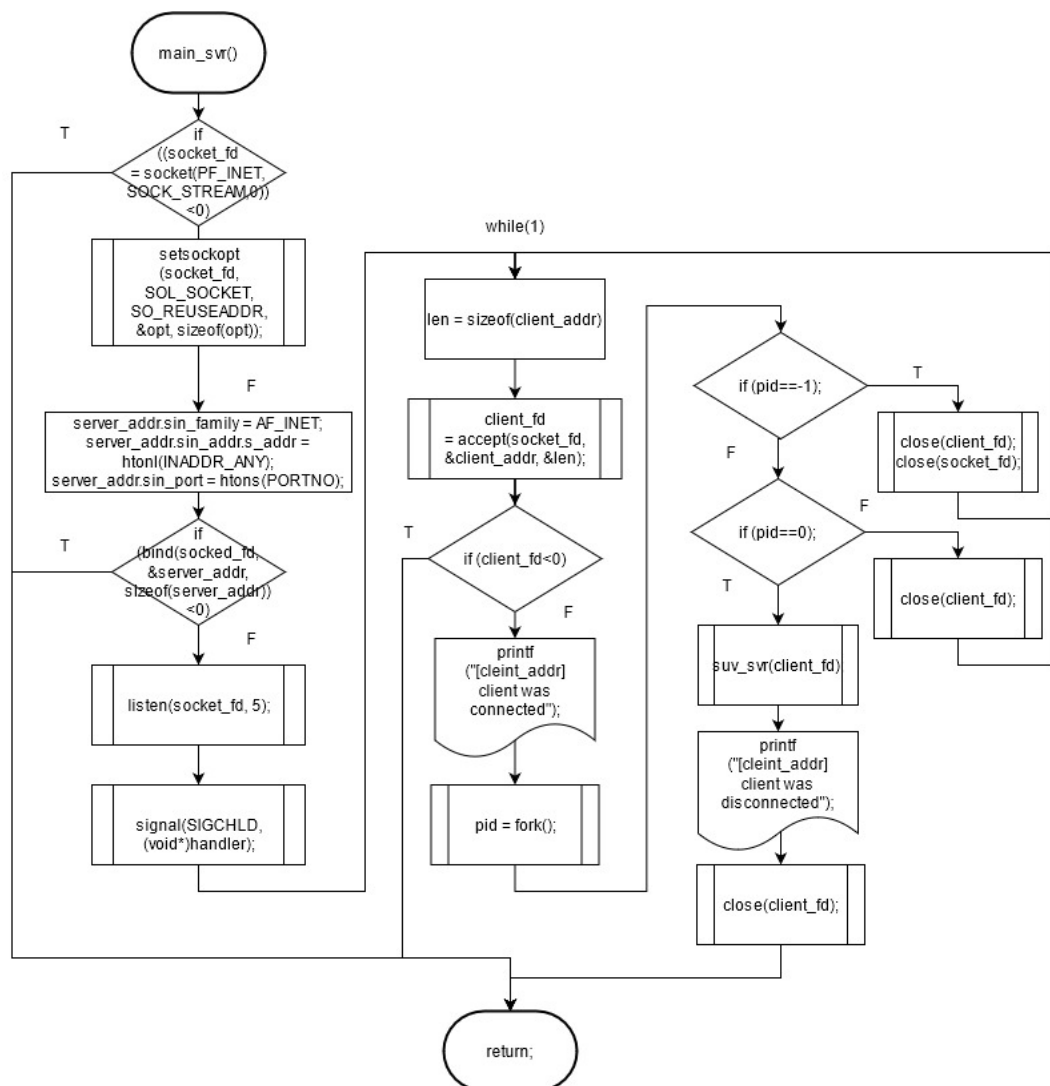 main_svr()
T
if
((socket_fd
= socket(PF_INET,
SOCK_STREAM,0))
<0)
setsockopt
(socket_fd,
SOL_SOCKET,
SO_REUSEADDR,
&opt, sizeof(opt));
F
server_addr.sin_family = AF_INET;
server_addr.sin_addr.s_addr =
htonl(INADDR_ANY);
server_addr.sin_port = htons(PORTNO);
T
if
(bind(socked_fd,
&server_addr,
sizeof(server_addr))
<0)
F
listen(socket_fd, 5);
signal(SIGCHLD,
(void*)handler);
while(1)
len = sizeof(client_addr)
client_fd
= accept(socket_fd,
&client_addr, &len);
T
if (client_fd<0)
F
printf
("[cleint_addr]
client was
connected");
pid = fork();
if (pid==-1);
T
close(client_fd);
close(socket_fd);
F
if (pid==0);
F
close(client_fd);
T
suv_svr(client_fd)
printf
("[cleint_addr]
client was
disconnected");
close(client_fd);
return;